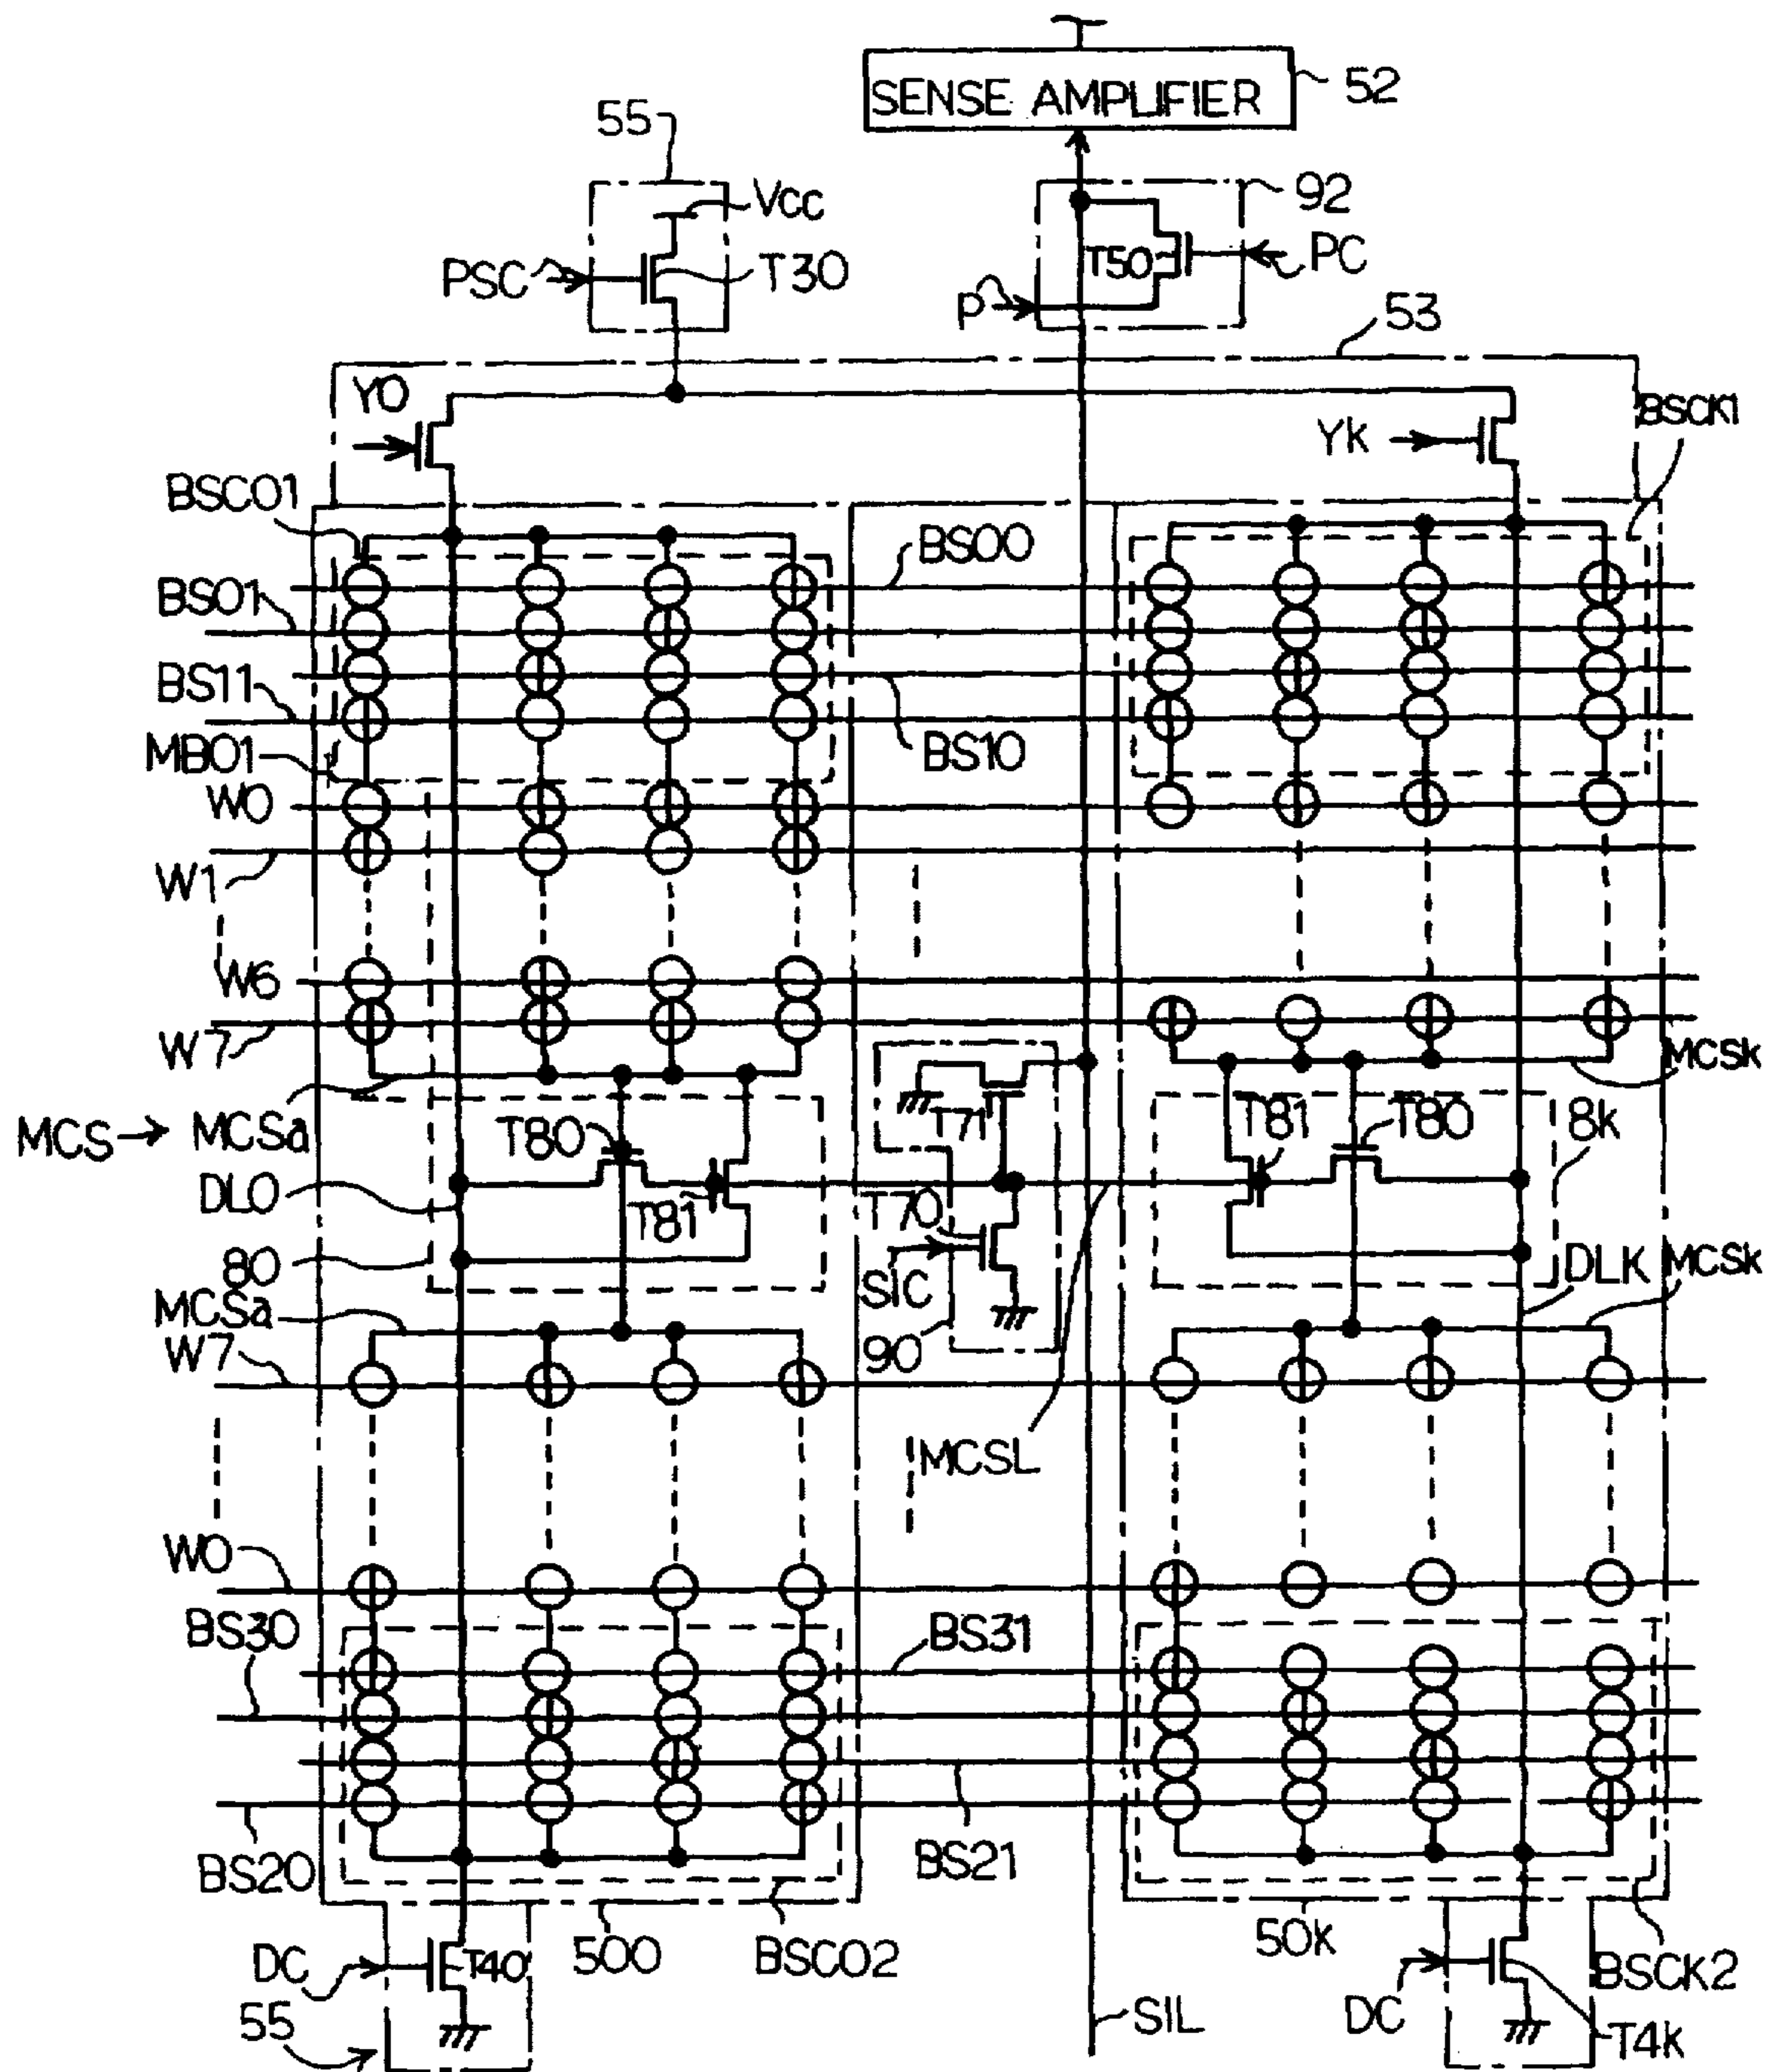 SENSE AMPLIFIER
52
55
Vcc
92
PSC
T30
T50
PC
P
53
Y0
Yk
BSCK1
BSC01
BS00
BS01
BS11
MB01
BS10
W0
W1
W6
W7
MCSk
MCS → MCSa
T80
T71
T81
T80
8k
DL0
T81
T70
80
SIC
DLK
MCSk
MCSa
W7
90
MCSL
W0
BS30
BS31
BS20
BS21
DC
T40
500
BSC02
50k
BSCK2
55
SIL
DC
T4k